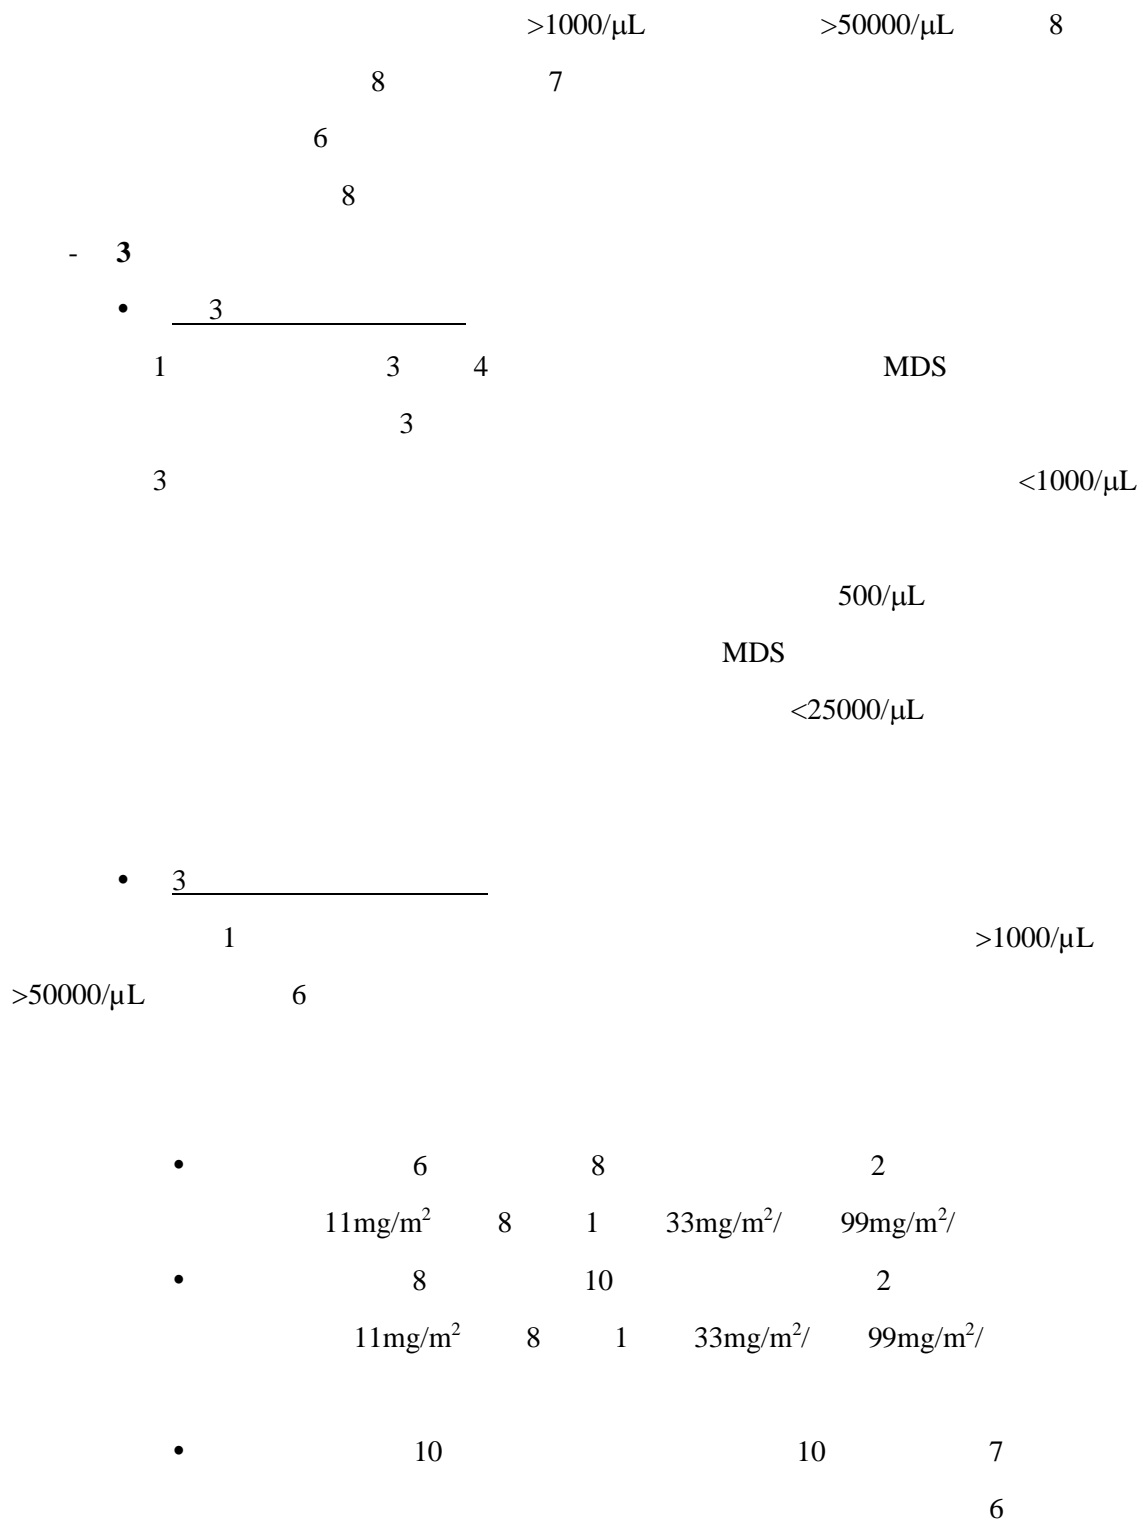 >1000/μL >50000/μL 8
8 7
6
8
- 3
• 3
1 3 4 MDS
3
3 <1000/μL
500/μL
MDS
<25000/μL
• 3
1 >1000/μL
>50000/μL 6
• 6 8 2
11mg/m² 8 1 33mg/m²/ 99mg/m²/
• 8 10 2
11mg/m² 8 1 33mg/m²/ 99mg/m²/
• 10 10 7
6